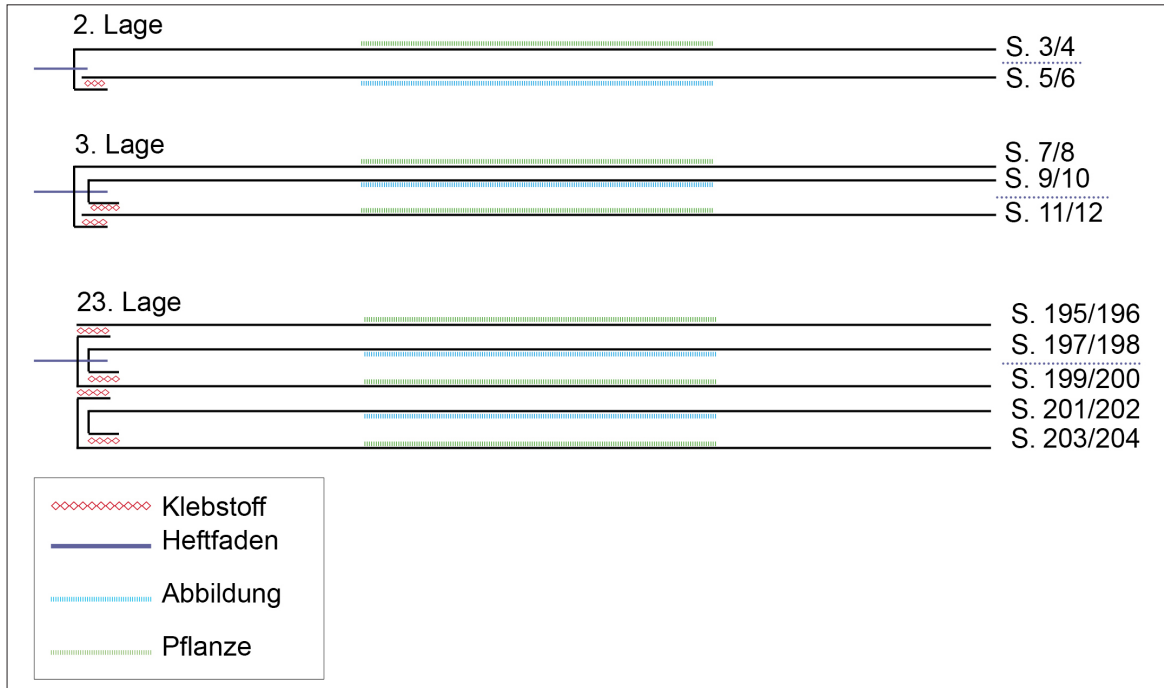 2. Lage
S. 3/4
S. 5/6
3. Lage
S. 7/8
S. 9/10
S. 11/12
23. Lage
S. 195/196
S. 197/198
S. 199/200
S. 201/202
S. 203/204
Klebstoff
Heftfaden
Abbildung
Pflanze